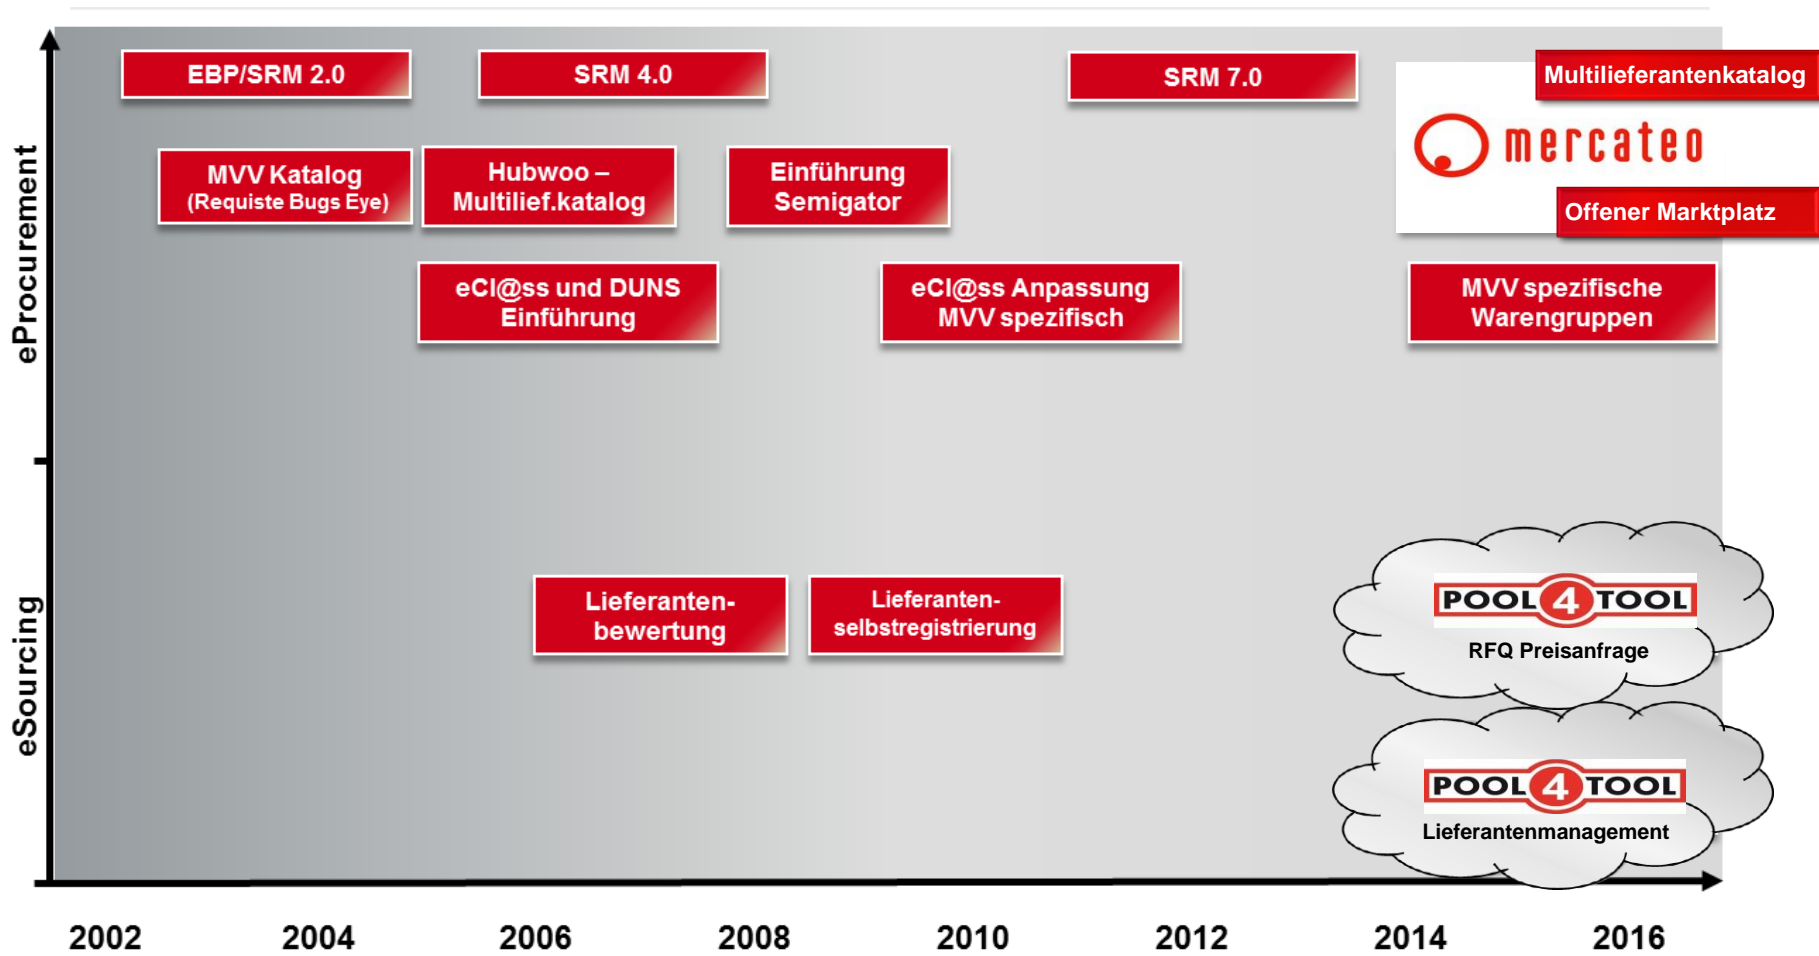 eProcurement
eSourcing
EBP/SRM 2.0
SRM 4.0
SRM 7.0
Multilieferantenkatalog
mercateo
Offener Marktplatz
MVV Katalog
(Requiste Bugs Eye)
Hubwoo –
Multilief.katalog
Einführung
Semigator
eCl@ss und DUNS
Einführung
eCl@ss Anpassung
MVV spezifisch
MVV spezifische
Warengruppen
Lieferanten-
bewertung
Lieferanten-
selbstregistrierung
POOL 4 TOOL
RFQ Preisanfrage
POOL 4 TOOL
Lieferantenmanagement
2002 2004 2006 2008 2010 2012 2014 2016